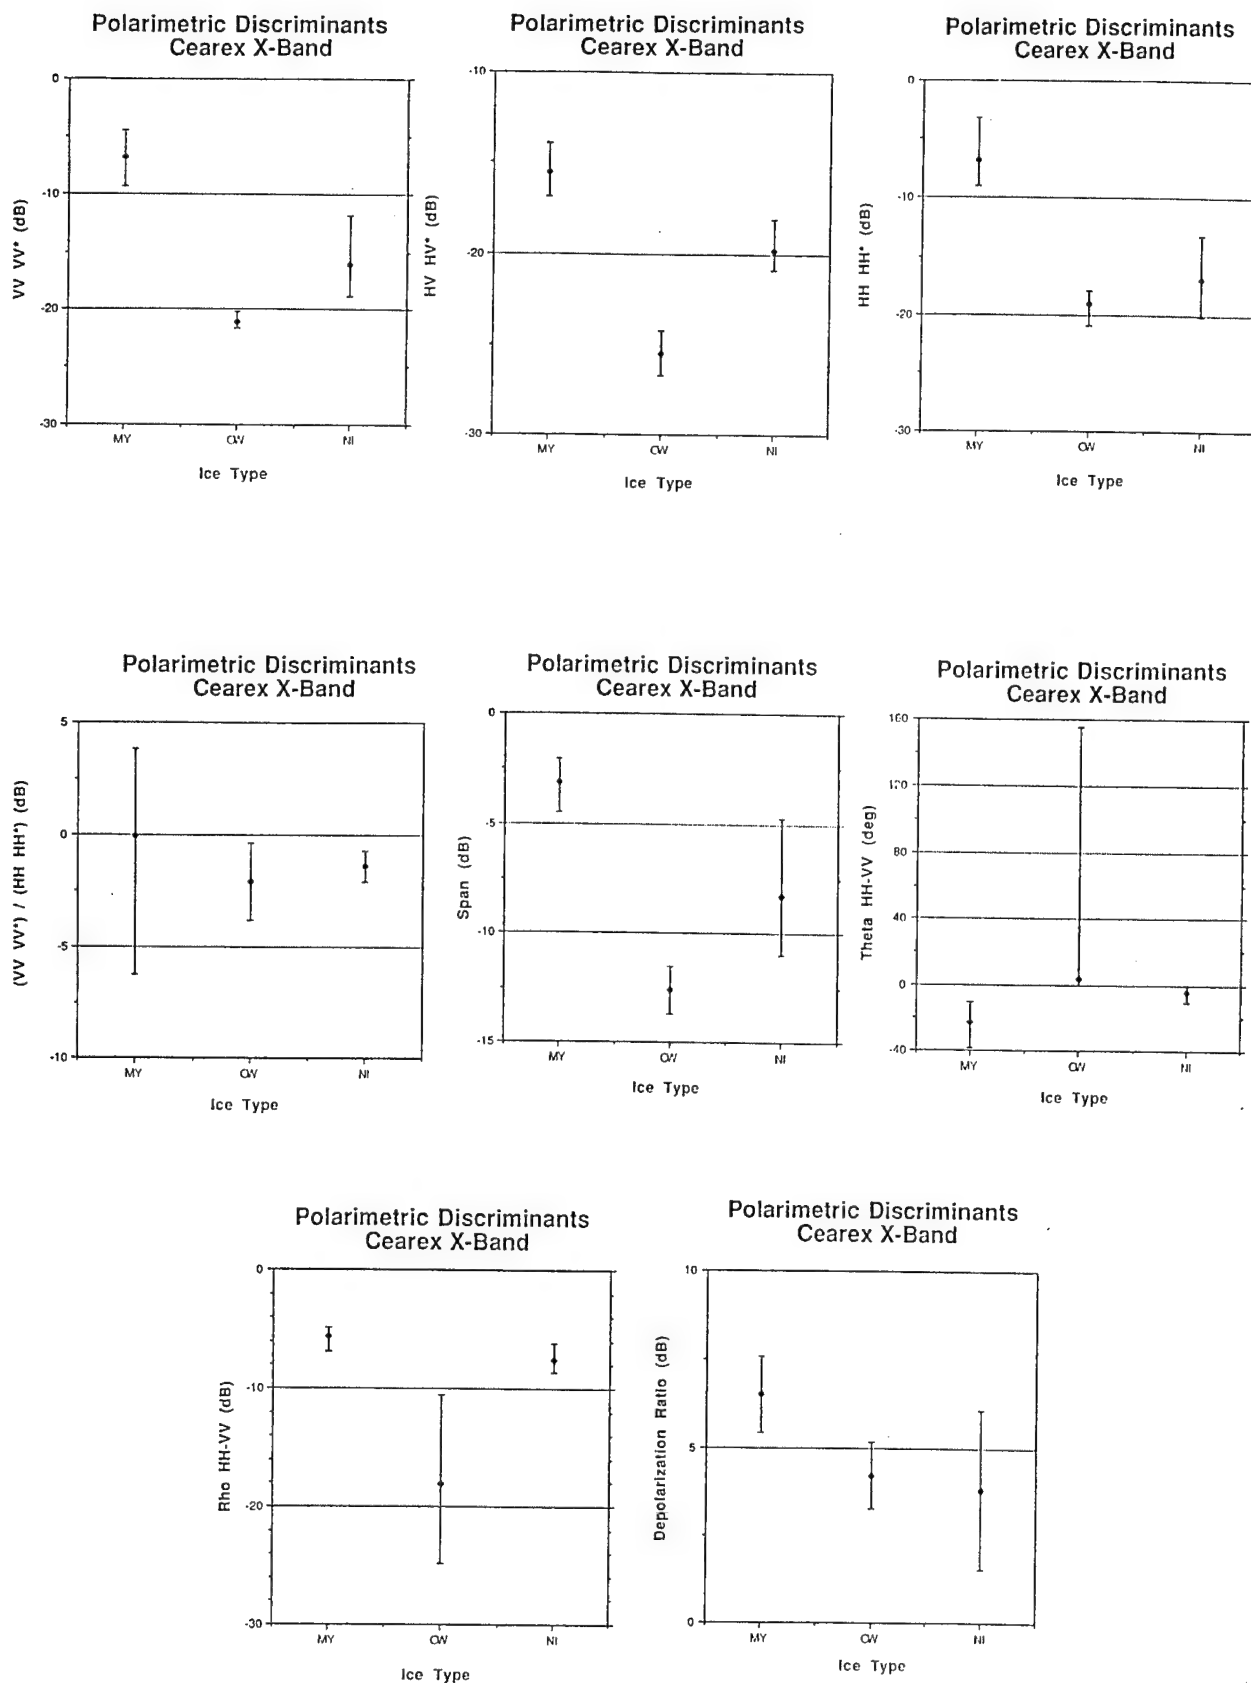 Polarimetric Discriminants
Cearex X-Band
VV VV* (dB)
0
-10
-20
-30
MY
OW
NI
Ice Type
Polarimetric Discriminants
Cearex X-Band
HV HV* (dB)
-10
-20
-30
MY
OW
NI
Ice Type
Polarimetric Discriminants
Cearex X-Band
HH HH* (dB)
0
-10
-20
-30
MY
OW
NI
Ice Type
Polarimetric Discriminants
Cearex X-Band
(VV VV*) / (HH HH*) (dB)
5
0
-5
-10
MY
OW
NI
Ice Type
Polarimetric Discriminants
Cearex X-Band
Span (dB)
0
-5
-10
-15
MY
OW
NI
Ice Type
Polarimetric Discriminants
Cearex X-Band
Theta HH-VV (deg)
160
120
80
40
0
-40
MY
OW
NI
Ice Type
Polarimetric Discriminants
Cearex X-Band
Rho HH-VV (dB)
0
-10
-20
-30
MY
OW
NI
Ice Type
Polarimetric Discriminants
Cearex X-Band
Depolarization Ratio (dB)
10
5
0
MY
OW
NI
Ice Type